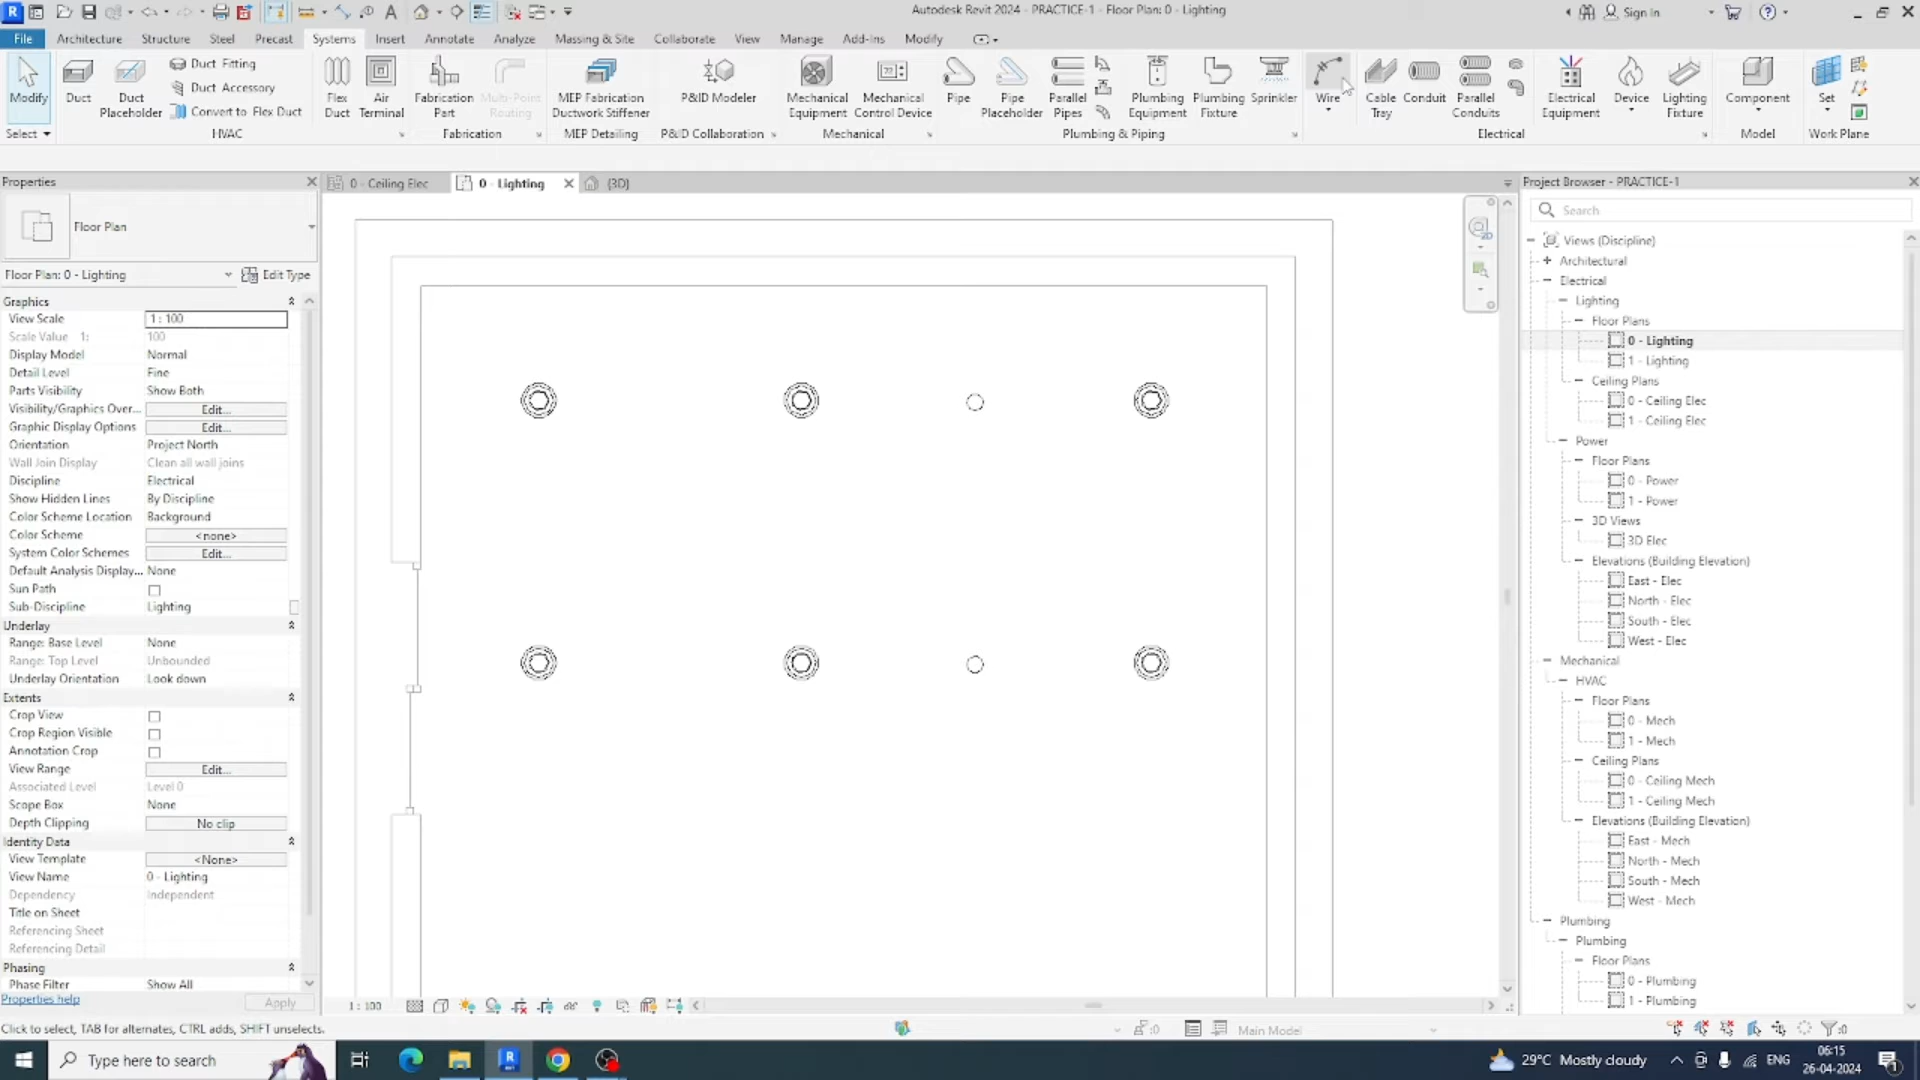 Autodesk Revit 2024 - PRACTICE-1 - Floor Plan: 0 - Lighting
Sign In
File Architecture Structure Steel Precast Systems Insert Annotate Analyze Massing & Site Collaborate View Manage Add-Ins Modify
Modify
Select
Duct
Duct Placeholder
Duct Fitting
Duct Accessory
Convert to Flex Duct
Flex Duct
Air Terminal
HVAC
Fabrication Part
Multi-Point Routing
Fabrication
MEP Fabrication Ductwork Stiffener
MEP Detailing
P&ID Modeler
P&ID Collaboration
Mechanical Equipment
Mechanical Control Device
Mechanical
Pipe
Pipe Placeholder
Parallel Pipes
Plumbing Equipment
Plumbing Fixture
Sprinkler
Plumbing & Piping
Wire
Cable Tray
Conduit
Parallel Conduits
Electrical Equipment
Device
Lighting Fixture
Electrical
Component
Model
Set
Work Plane
Properties
Floor Plan
Floor Plan: 0 - Lighting Edit Type
Graphics
View Scale 1 : 100
Scale Value 1: 100
Display Model Normal
Detail Level Fine
Parts Visibility Show Both
Visibility/Graphics Over... Edit...
Graphic Display Options Edit...
Orientation Project North
Wall Join Display Clean all wall joins
Discipline Electrical
Show Hidden Lines By Discipline
Color Scheme Location Background
Color Scheme <none>
System Color Schemes Edit...
Default Analysis Display... None
Sun Path
Sub-Discipline Lighting
Underlay
Range: Base Level None
Range: Top Level Unbounded
Underlay Orientation Look down
Extents
Crop View
Crop Region Visible
Annotation Crop
View Range Edit...
Associated Level Level 0
Scope Box None
Depth Clipping No clip
Identity Data
View Template <None>
View Name 0 - Lighting
Dependency Independent
Title on Sheet
Referencing Sheet
Referencing Detail
Phasing
Phase Filter Show All
Properties help Apply
0 - Ceiling Elec 0 - Lighting {3D}
1 : 100
Project Browser - PRACTICE-1
Search
Views (Discipline)
Architectural
Electrical
Lighting
Floor Plans
0 - Lighting
1 - Lighting
Ceiling Plans
0 - Ceiling Elec
1 - Ceiling Elec
Power
Floor Plans
0 - Power
1 - Power
3D Views
3D Elec
Elevations (Building Elevation)
East - Elec
North - Elec
South - Elec
West - Elec
Mechanical
HVAC
Floor Plans
0 - Mech
1 - Mech
Ceiling Plans
0 - Ceiling Mech
1 - Ceiling Mech
Elevations (Building Elevation)
East - Mech
North - Mech
South - Mech
West - Mech
Plumbing
Plumbing
Floor Plans
0 - Plumbing
1 - Plumbing
Click to select, TAB for alternates, CTRL adds, SHIFT unselects.
:0
Main Model
:0
Type here to search
29°C Mostly cloudy
ENG
06:15
26-04-2024